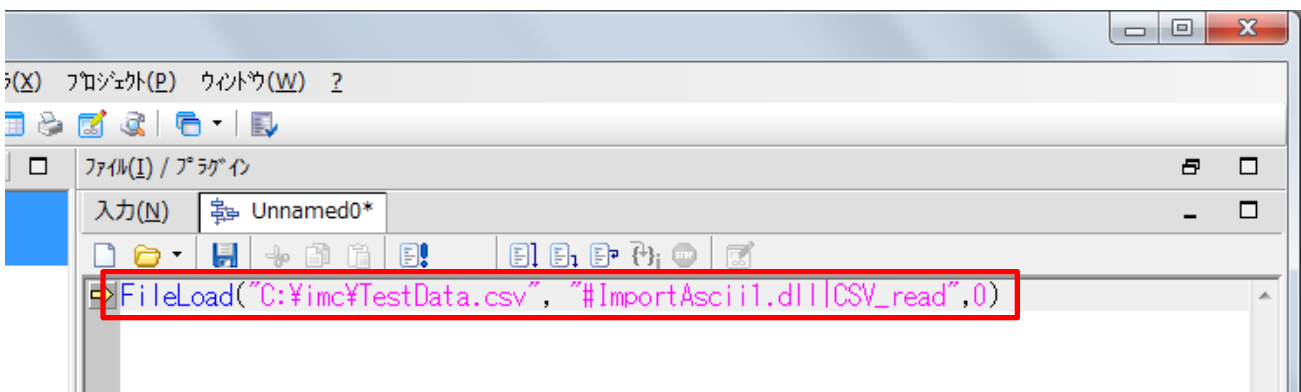 ﾗ(X) ﾌﾟﾛｼﾞｪｸﾄ(P) ｳｨﾝﾄﾞｳ(W) ?
ﾌｧｲﾙ(I) / ﾌﾟﾗｸﾞｲﾝ
入力(N) Unnamed0*
FileLoad("C:¥imc¥TestData.csv", "#ImportAscii1.dll|CSV_read",0)